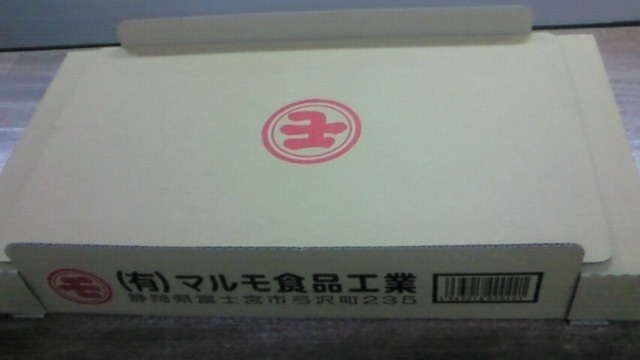 モ
モ
(有)マルモ食品工業
静岡県富士宮市弓沢町235